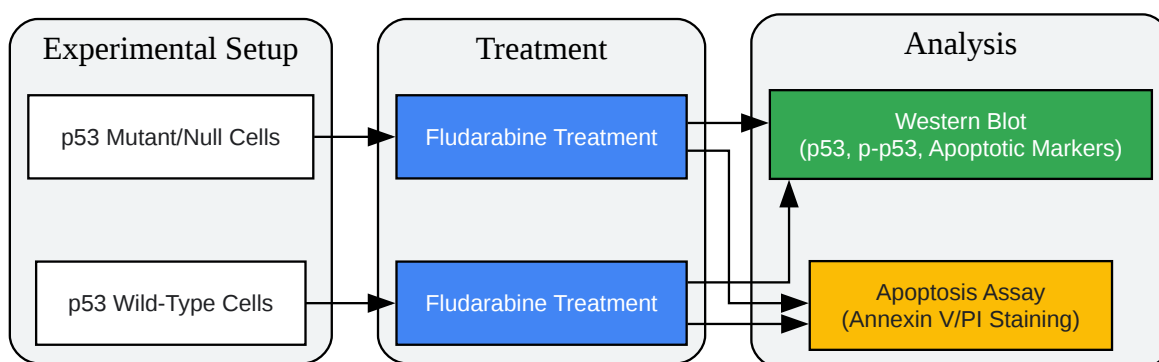 Experimental Setup
Treatment
Analysis
p53 Mutant/Null Cells
Fludarabine Treatment
Western Blot
(p53, p-p53, Apoptotic Markers)
p53 Wild-Type Cells
Fludarabine Treatment
Apoptosis Assay
(Annexin V/PI Staining)